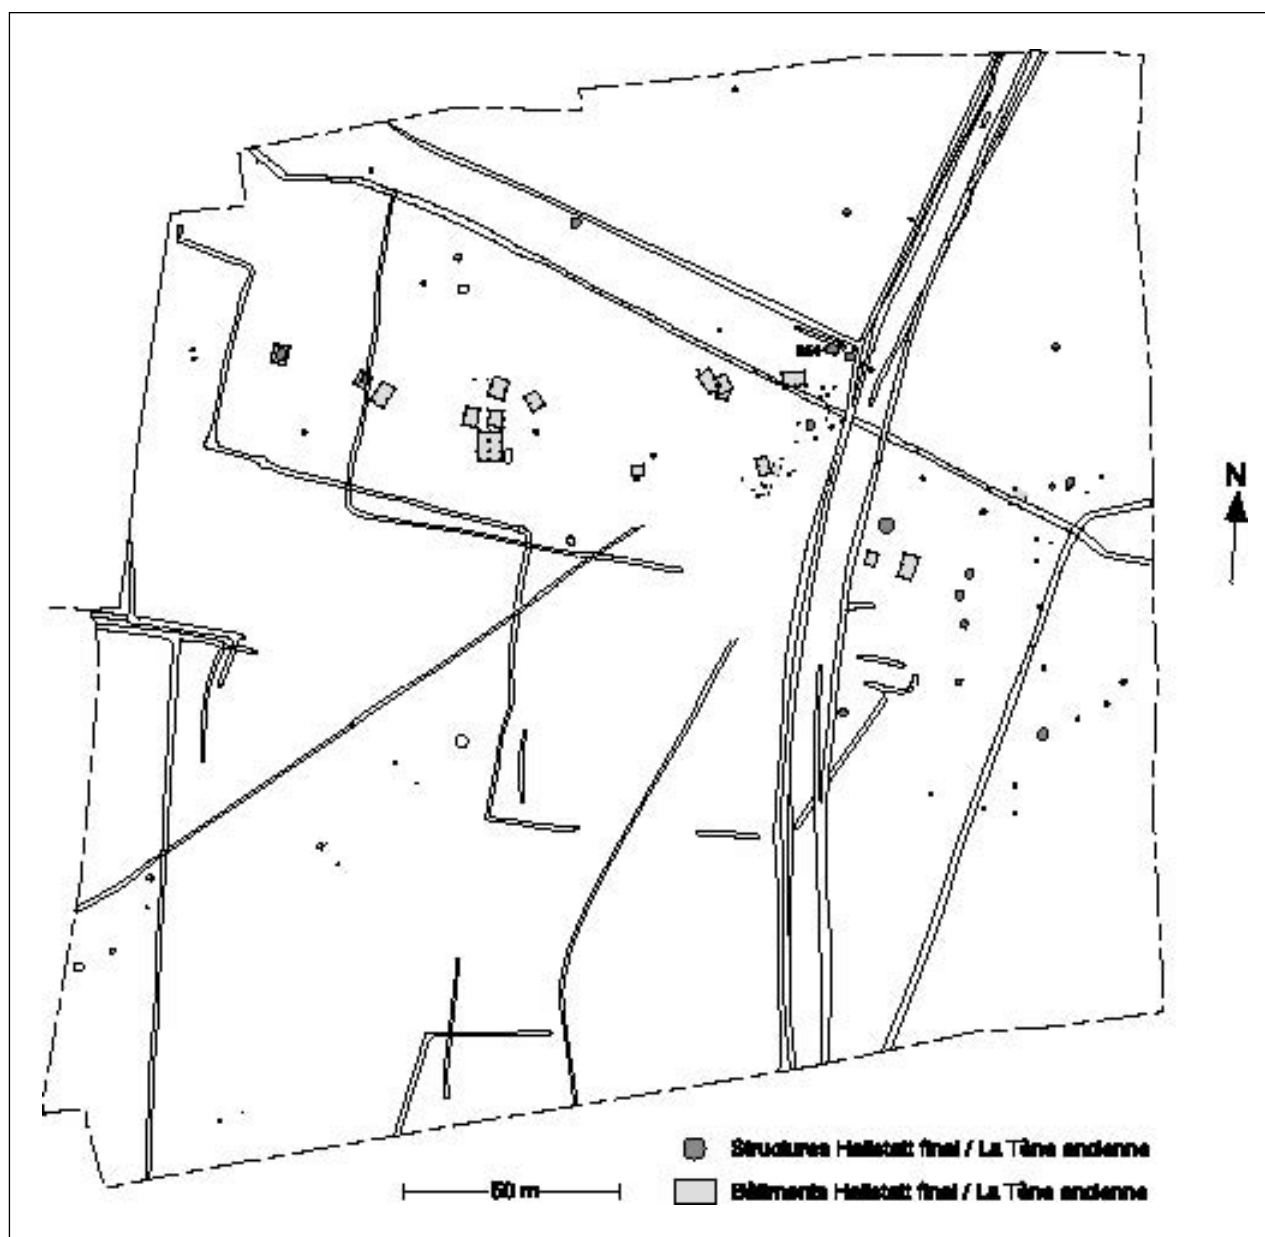 N
Structures Hallstatt final / La Tène ancienne
50 m
Bâtiments Hallstatt final / La Tène ancienne